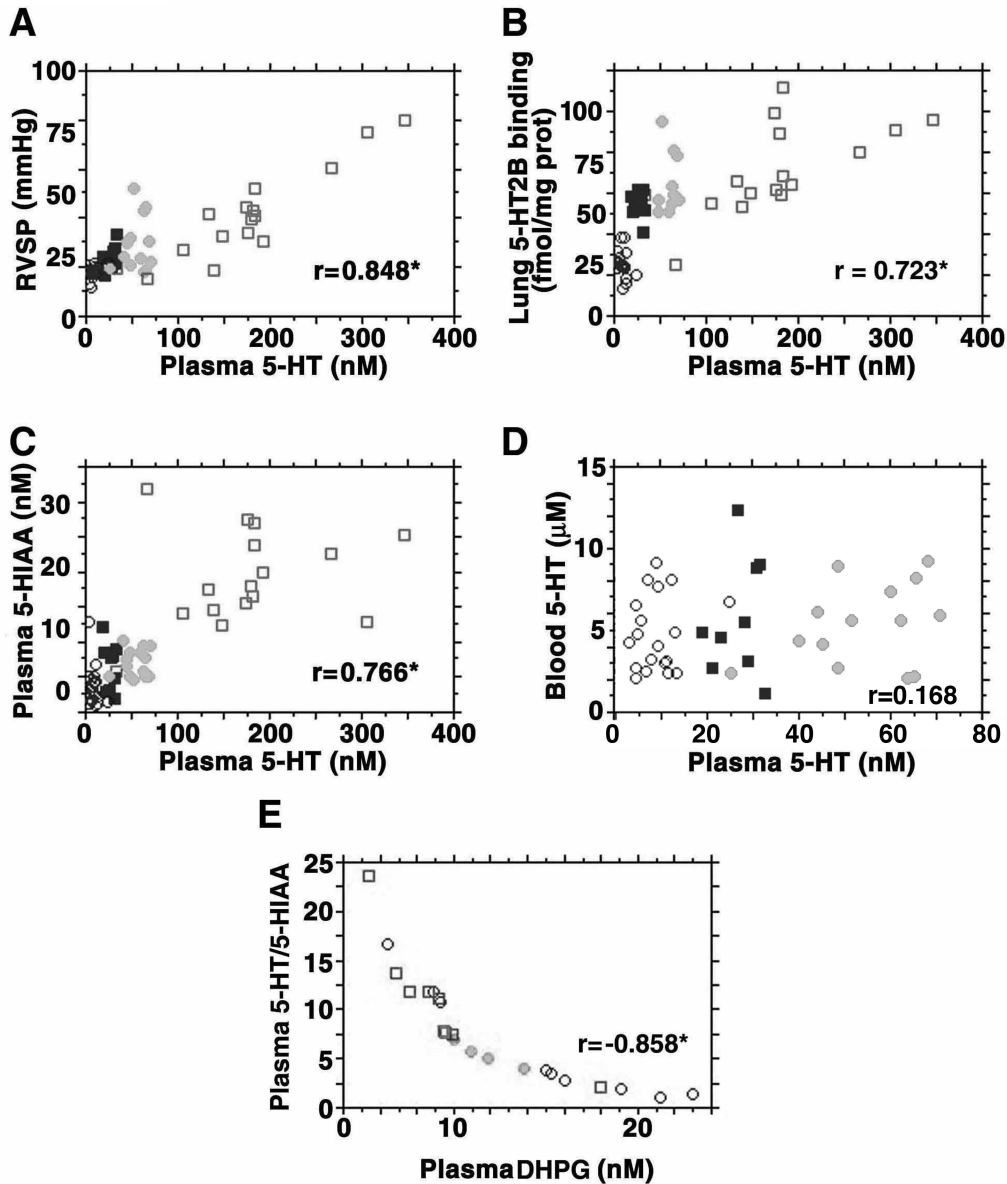 A
RVSP (mmHg)
100
75
50
25
0
r=0.848*
0 100 200 300 400
Plasma 5-HT (nM)
B
Lung 5-HT2B binding
(fmol/mg prot)
100
75
50
25
0
r = 0.723*
0 100 200 300 400
Plasma 5-HT (nM)
C
Plasma 5-HIAA (nM)
30
20
10
0
r=0.766*
0 100 200 300 400
Plasma 5-HT (nM)
D
Blood 5-HT (μM)
15
10
5
0
r=0.168
0 20 40 60 80
Plasma 5-HT (nM)
E
Plasma 5-HT/5-HIAA
25
20
15
10
5
0
r=-0.858*
0 10 20
PlasmaDHPG (nM)